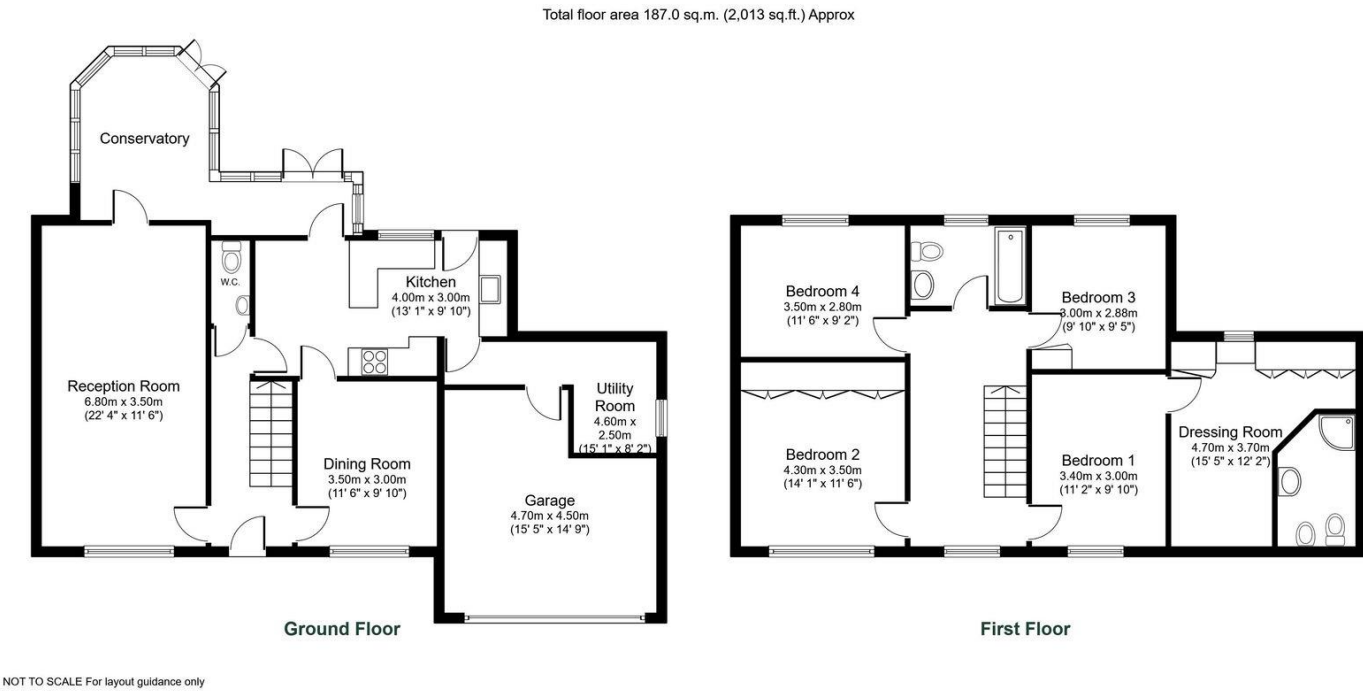 Total floor area 187.0 sq.m. (2,013 sq.ft.) Approx
Conservatory
W.C.
Kitchen
4.00m x 3.00m
(13' 1" x 9' 10")
Reception Room
6.80m x 3.50m
(22' 4" x 11' 6")
Utility
Room
4.60m x
2.50m
(15' 1" x 8' 2")
Dining Room
3.50m x 3.00m
(11' 6" x 9' 10")
Garage
4.70m x 4.50m
(15' 5" x 14' 9")
Ground Floor
Bedroom 4
3.50m x 2.80m
(11' 6" x 9' 2")
Bedroom 3
3.00m x 2.88m
(9' 10" x 9' 5")
Bedroom 2
4.30m x 3.50m
(14' 1" x 11' 6")
Bedroom 1
3.40m x 3.00m
(11' 2" x 9' 10")
Dressing Room
4.70m x 3.70m
(15' 5" x 12' 2")
First Floor
NOT TO SCALE For layout guidance only